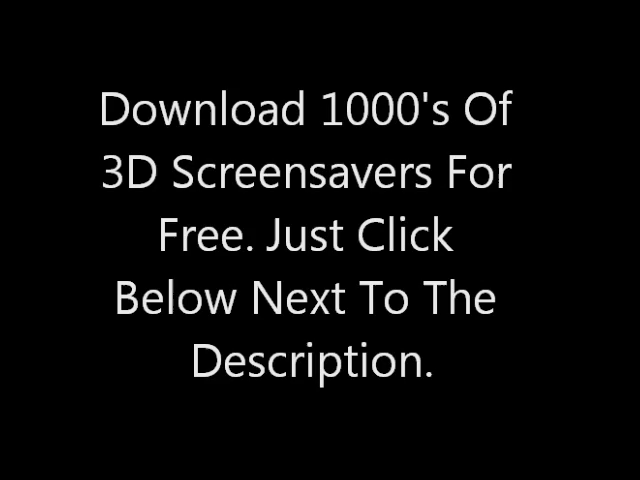 Download 1000's Of
3D Screensavers For
Free. Just Click
Below Next To The
Description.